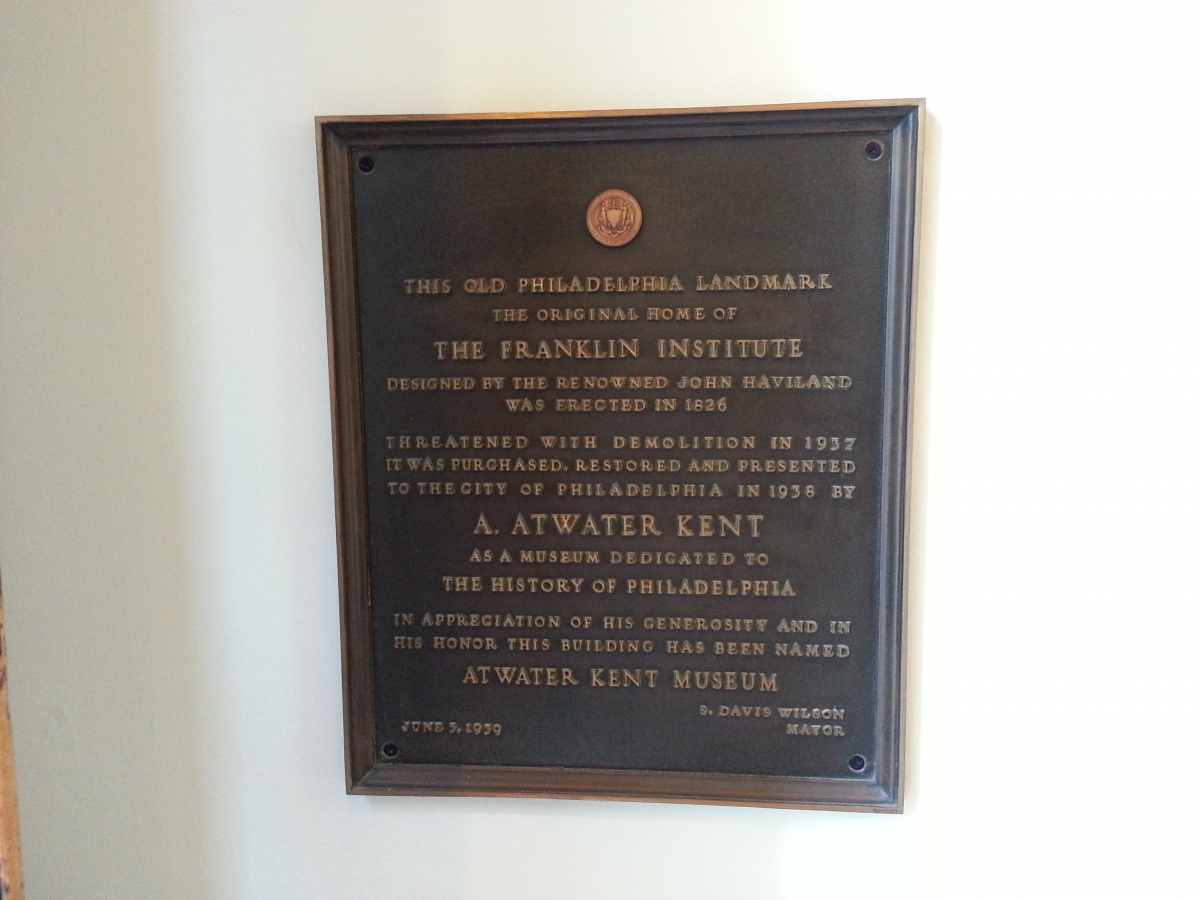 THIS OLD PHILADELPHIA LANDMARK
THE ORIGINAL HOME OF
THE FRANKLIN INSTITUTE
DESIGNED BY THE RENOWNED JOHN HAVILAND
WAS ERECTED IN 1826
THREATENED WITH DEMOLITION IN 1937
IT WAS PURCHASED, RESTORED AND PRESENTED
TO THE CITY OF PHILADELPHIA IN 1938 BY
A. ATWATER KENT
AS A MUSEUM DEDICATED TO
THE HISTORY OF PHILADELPHIA
IN APPRECIATION OF HIS GENEROSITY AND IN
HIS HONOR THIS BUILDING HAS BEEN NAMED
ATWATER KENT MUSEUM
S. DAVIS WILSON
JUNE 5, 1939 MAYOR